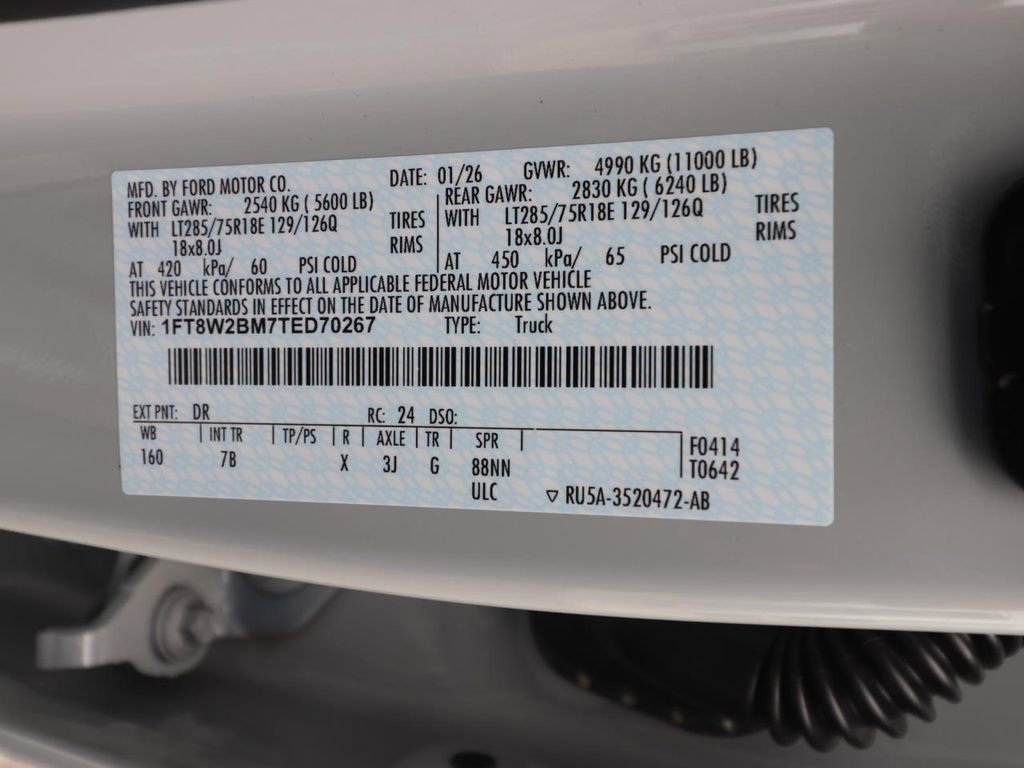 MFD. BY FORD MOTOR CO. DATE: 01/26 GVWR: 4990 KG (11000 LB)
FRONT GAWR: 2540 KG ( 5600 LB) REAR GAWR: 2830 KG ( 6240 LB)
WITH LT285/75R18E 129/126Q TIRES WITH LT285/75R18E 129/126Q TIRES
18x8.0J RIMS 18x8.0J RIMS
AT 420 kPa/ 60 PSI COLD AT 450 kPa/ 65 PSI COLD
THIS VEHICLE CONFORMS TO ALL APPLICABLE FEDERAL MOTOR VEHICLE
SAFETY STANDARDS IN EFFECT ON THE DATE OF MANUFACTURE SHOWN ABOVE.
VIN: 1FT8W2BM7TED70267 TYPE: Truck
EXT PNT: DR RC: 24 DSO:
WB INT TR TP/PS R AXLE TR SPR F0414
160 7B X 3J G 88NN T0642
ULC ▽ RU5A-3520472-AB